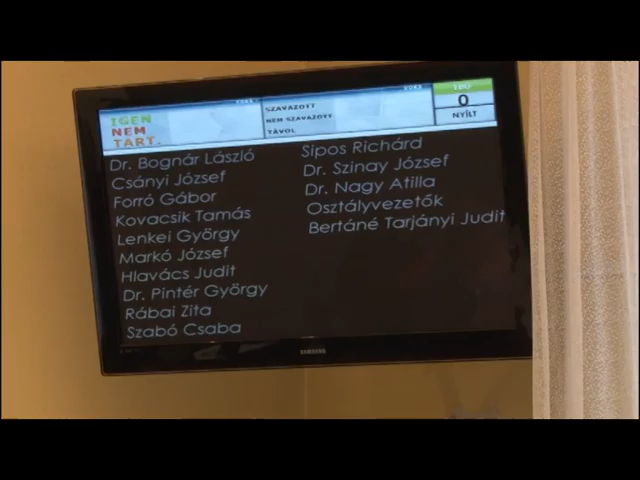 IGEN
NEM
TART.
SZAVAZOTT
NEM SZAVAZOTT
TÁVOL
0
NYÍLT
Dr. Bognár László
Csányi József
Forró Gábor
Kovacsik Tamás
Lenkei György
Markó József
Hlavács Judit
Dr. Pintér György
Rábai Zita
Szabó Csaba
Sipos Richárd
Dr. Szinay József
Dr. Nagy Atilla
Osztályvezetők
Bertáné Tarjányi Judit
SAMSUNG